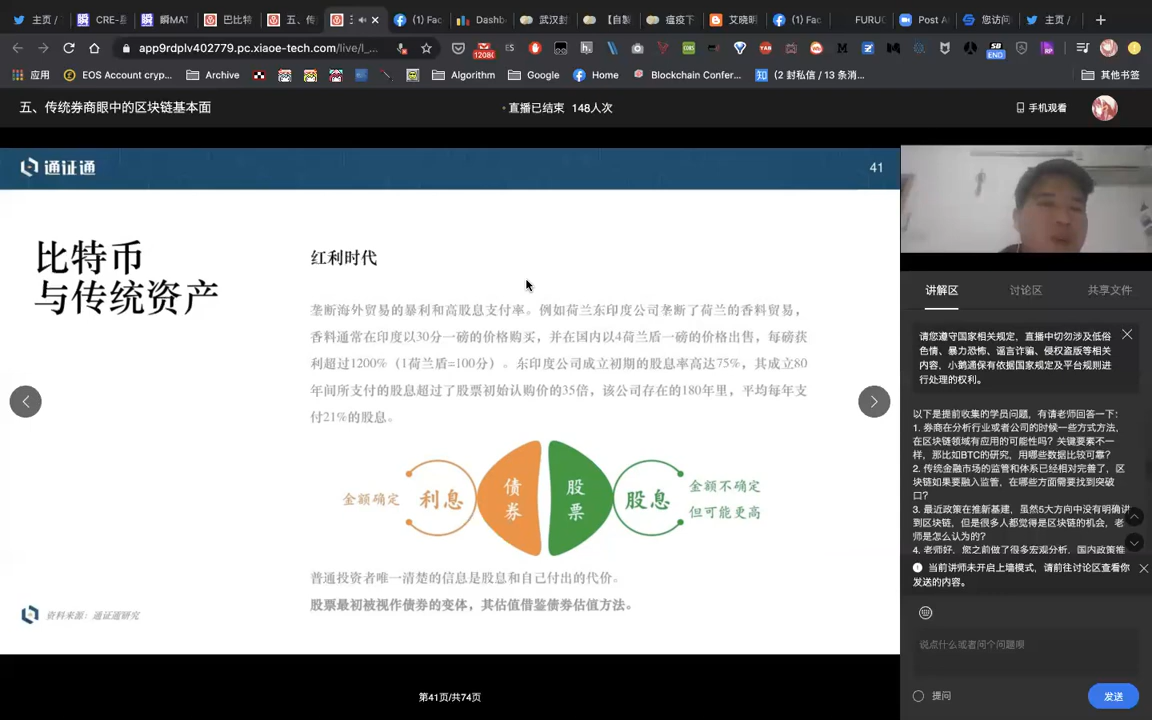 主页 /
CRE-
瞬MAT
巴比特
五、传
(1) Fac
Dashb
武汉封
【自製
瘟疫下
艾晓明
(1) Fac
FURUC
Post A
您访问
主页 /
app9rdplv402779.pc.xiaoe-tech.com/live/l_...
应用
EOS Account cryp...
Archive
Algorithm
Google
Home
Blockchain Confer...
(2 封私信 / 13 条消...
其他书签
五、传统券商眼中的区块链基本面
直播已结束 148人次
手机观看
通证通
41
比特币
与传统资产
红利时代
垄断海外贸易的暴利和高股息支付率。例如荷兰东印度公司垄断了荷兰的香料贸易，
香料通常在印度以30分一磅的价格购买，并在国内以4荷兰盾一磅的价格出售，每磅获
利超过1200%（1荷兰盾=100分）。东印度公司成立初期的股息率高达75%，其成立80
年间所支付的股息超过了股票初始认购价的35倍，该公司存在的180年里，平均每年支
付21%的股息。
金额确定
利息
债券
股票
股息
金额不确定
但可能更高
普通投资者唯一清楚的信息是股息和自己付出的代价。
股票最初被视作债券的变体，其估值借鉴债券估值方法。
资料来源：通证通研究
第41页/共74页
讲解区
讨论区
共享文件
请您遵守国家相关规定，直播中切勿涉及低俗
色情、暴力恐怖、谣言诈骗、侵权盗版等相关
内容，小鹅通保有依据国家规定及平台规则进
行处理的权利。
以下是提前收集的学员问题，有请老师回答一下：
1. 券商在分析行业或者公司的时候一些方式方法，
在区块链领域有应用的可能性吗？关键要素不一
样，那比如BTC的研究，用哪些数据比较可靠？
2. 传统金融市场的监管和体系已经相对完善了，区
块链如果要融入监管，在哪些方面需要找到突破
口？
3. 最近政策在推新基建，虽然5大方向中没有明确讲
到区块链，但是很多人都觉得是区块链的机会，老
师是怎么认为的？
4. 老师好，您之前做了很多宏观分析，国内政策推
当前讲师未开启上墙模式，请前往讨论区查看你
发送的内容。
说点什么或者问个问题呗
提问
发送